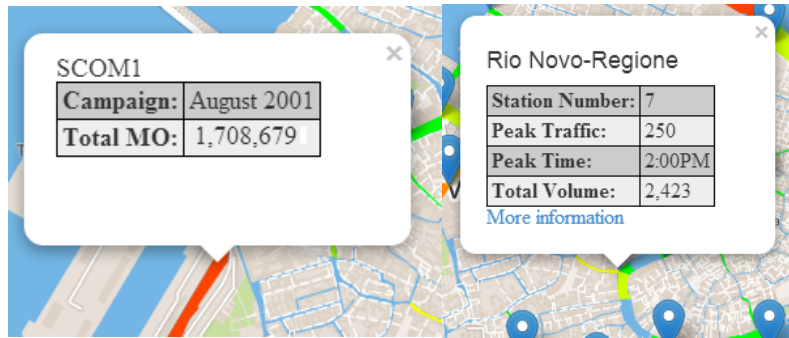 SCOM1
Campaign: August 2001
Total MO: 1,708,679
×
Rio Novo-Regione
Station Number: 7
Peak Traffic: 250
Peak Time: 2:00PM
Total Volume: 2,423
More information
×